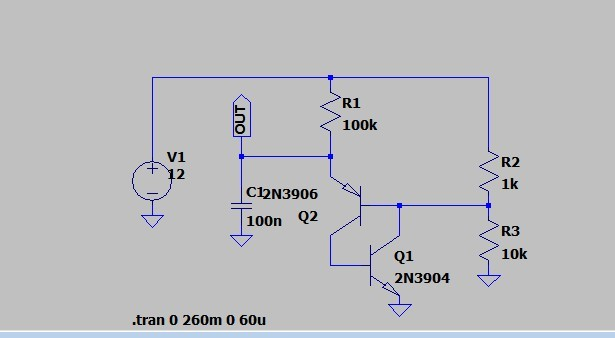 OUT
R1
100k
V1
12
R2
1k
C1
2N3906
100n
Q2
R3
10k
Q1
2N3904
.tran 0 260m 0 60u